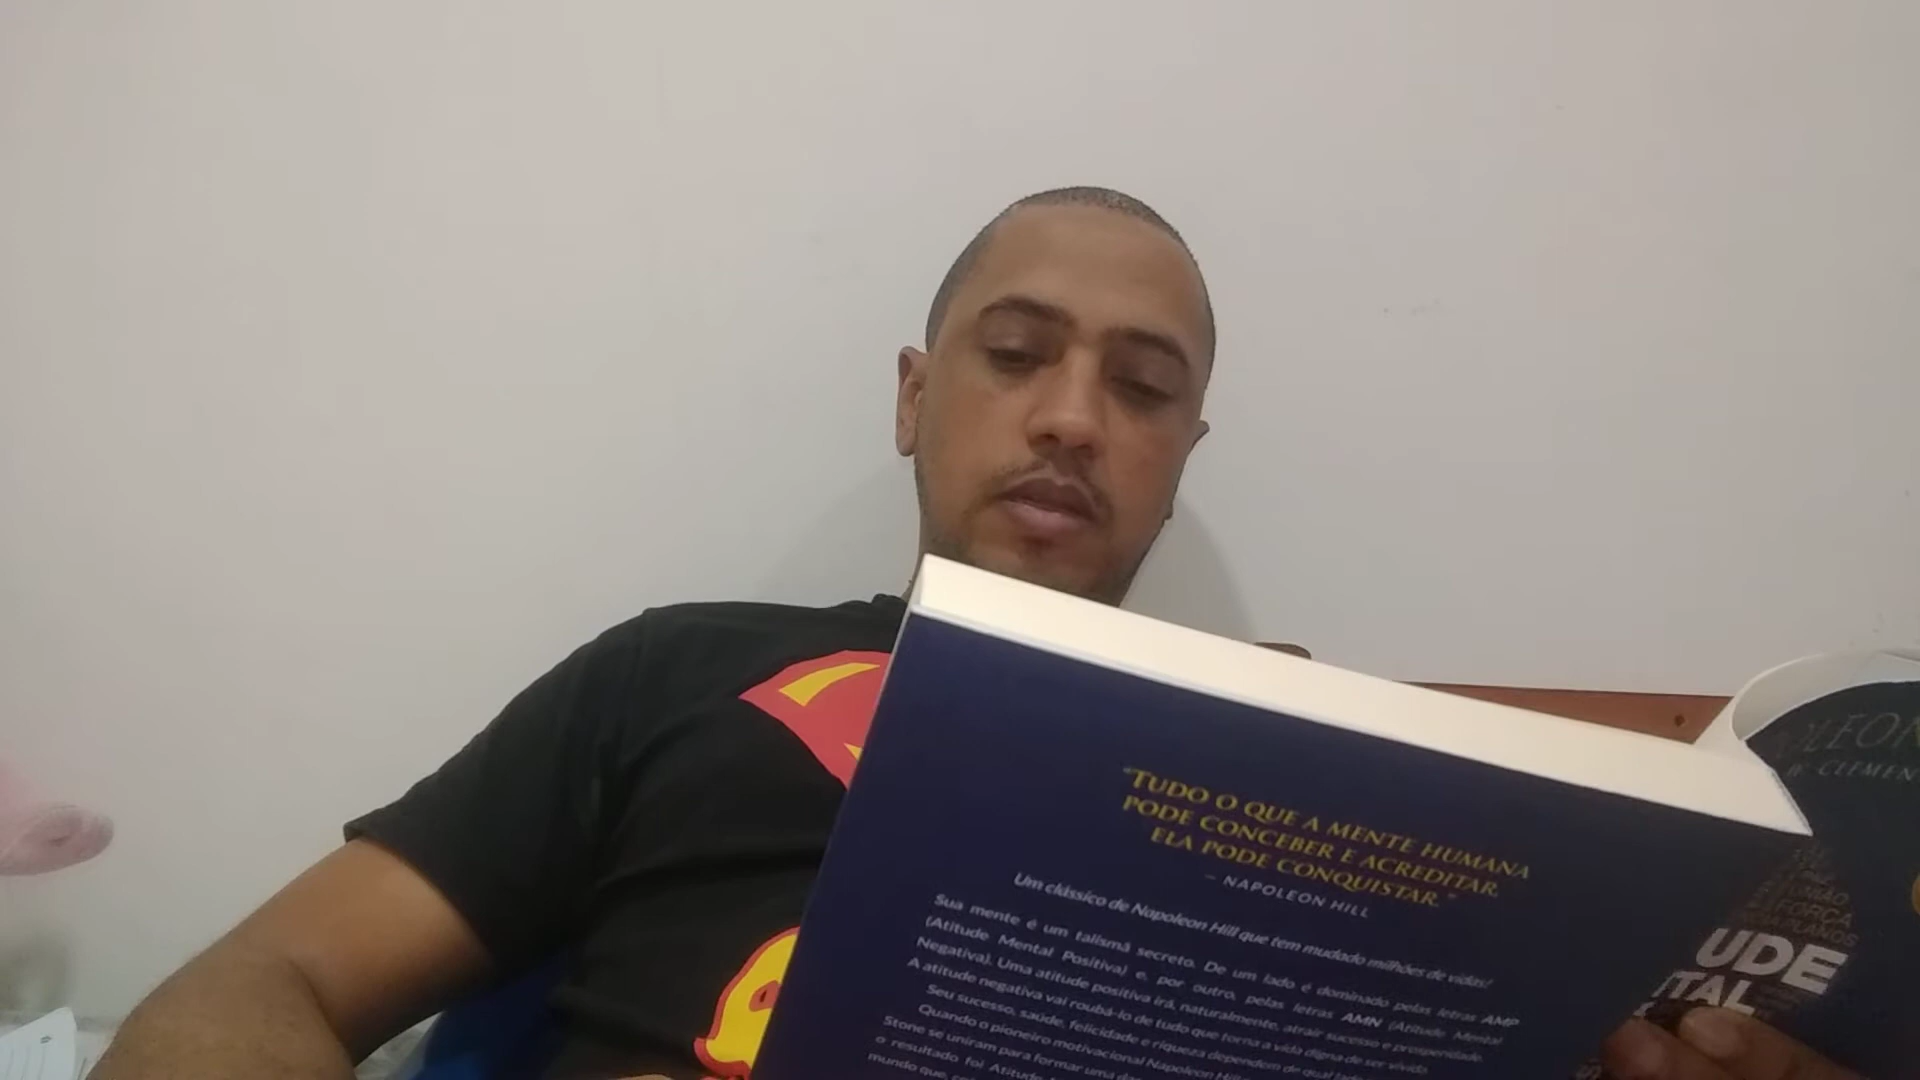 "TUDO O QUE A MENTE HUMANA
PODE CONCEBER E ACREDITAR,
ELA PODE CONQUISTAR."
– NAPOLEON HILL
Um clássico de Napoleon Hill que tem mudado milhões de vidas!
Sua mente é um talismã secreto. De um lado é dominado pelas letras AMP
(Atitude Mental Positiva) e, por outro, pelas letras AMN (Atitude Mental
Negativa). Uma atitude positiva irá, naturalmente, atrair sucesso e prosperidade.
A atitude negativa vai roubá-lo de tudo que torna a vida digna de ser vivida.
Seu sucesso, saúde, felicidade e riqueza dependem de qual lado
Quando o pioneiro motivacional Napoleon Hill
Stone se uniram para formar uma das
o resultado foi Atitude
mundo que
OLEON
W. CLEMEN
FORÇA
PLANOS
UDE
TAL